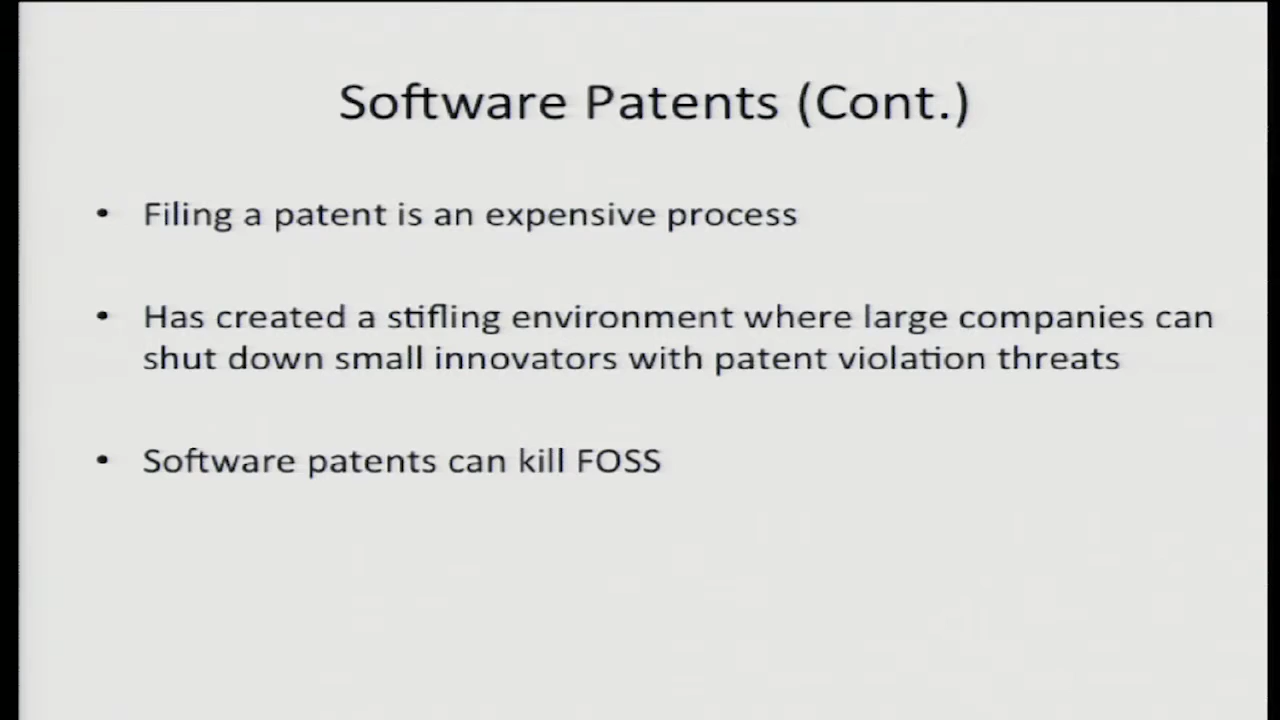 Software Patents (Cont.)
• Filing a patent is an expensive process
• Has created a stifling environment where large companies can
shut down small innovators with patent violation threats
• Software patents can kill FOSS